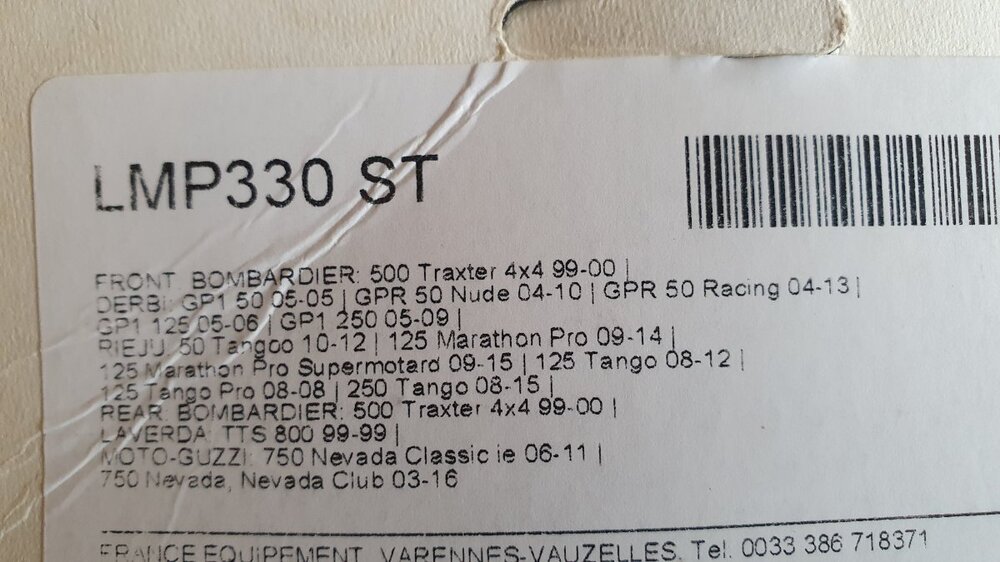 LMP330 ST
FRONT BOMBARDIER: 500 Traxter 4x4 99-00 |
DERBI: GP1 50 05-05 | GPR 50 Nude 04-10 | GPR 50 Racing 04-13 |
GP1 125 05-06 | GP1 250 05-09 |
RIEJU: 50 Tangoo 10-12 | 125 Marathon Pro 09-14 |
125 Marathon Pro Supermotard 09-15 | 125 Tango 08-12 |
125 Tango Pro 08-08 | 250 Tango 08-15 |
REAR BOMBARDIER: 500 Traxter 4x4 99-00 |
LAVERDA: TTS 800 99-99 |
MOTO-GUZZI: 750 Nevada Classic ie 06-11 |
750 Nevada, Nevada Club 03-16
FRANCE EQUIPEMENT VARENNES-VAUZELLES. Tel. 0033 386 718371